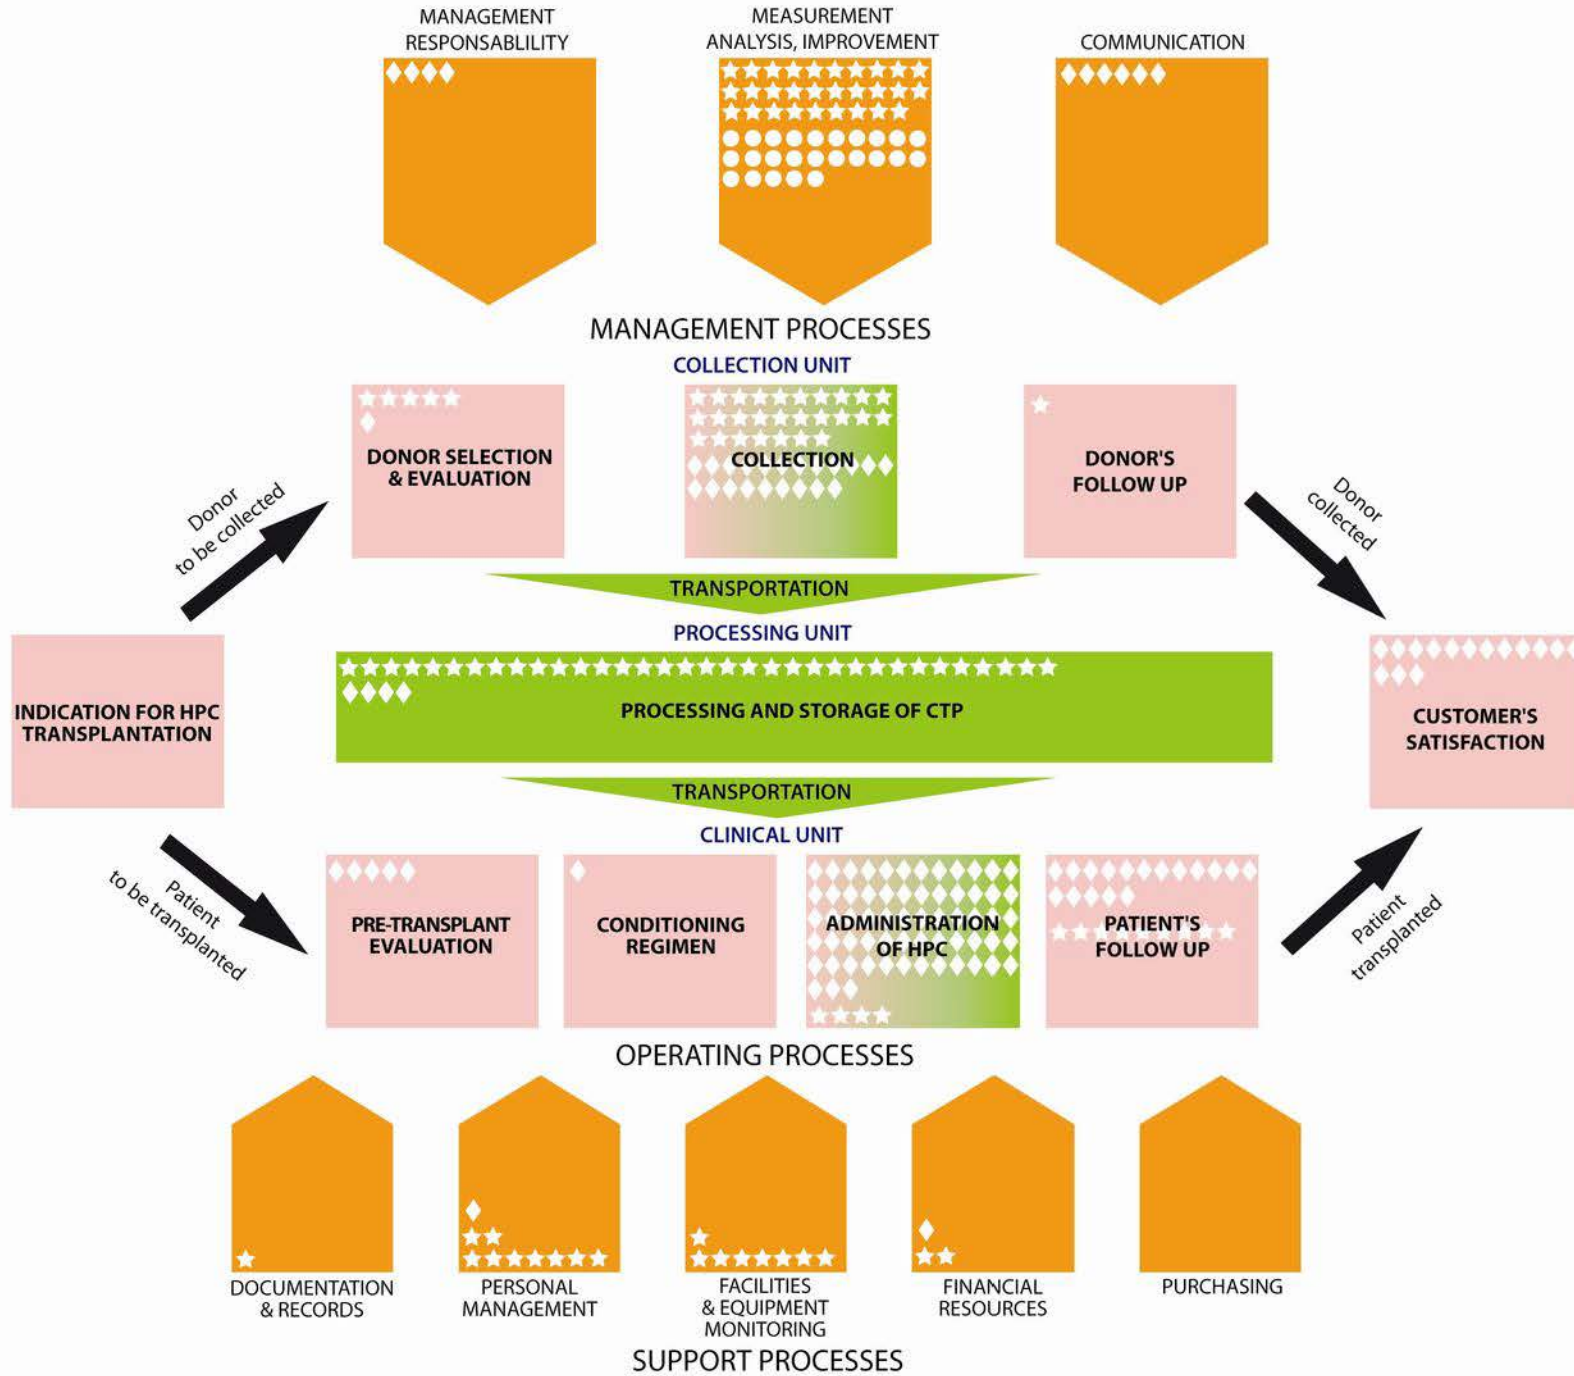 MANAGEMENT
RESPONSABLILITY
MEASUREMENT
ANALYSIS, IMPROVEMENT
COMMUNICATION
MANAGEMENT PROCESSES
COLLECTION UNIT
DONOR SELECTION
& EVALUATION
COLLECTION
DONOR'S
FOLLOW UP
Donor
to be collected
Donor
collected
TRANSPORTATION
PROCESSING UNIT
INDICATION FOR HPC
TRANSPLANTATION
PROCESSING AND STORAGE OF CTP
CUSTOMER'S
SATISFACTION
TRANSPORTATION
CLINICAL UNIT
Patient
to be transplanted
PRE-TRANSPLANT
EVALUATION
CONDITIONING
REGIMEN
ADMINISTRATION
OF HPC
PATIENT'S
FOLLOW UP
Patient
transplanted
OPERATING PROCESSES
DOCUMENTATION
& RECORDS
PERSONAL
MANAGEMENT
FACILITIES
& EQUIPMENT
MONITORING
FINANCIAL
RESOURCES
PURCHASING
SUPPORT PROCESSES